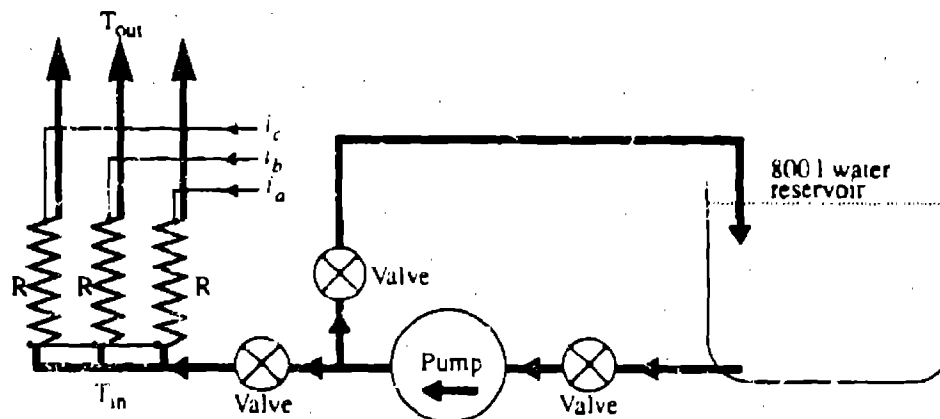 T_out
i_c
i_b
i_a
800 l water
reservoir
R
R
R
Valve
Pump
T_in
Valve
Valve